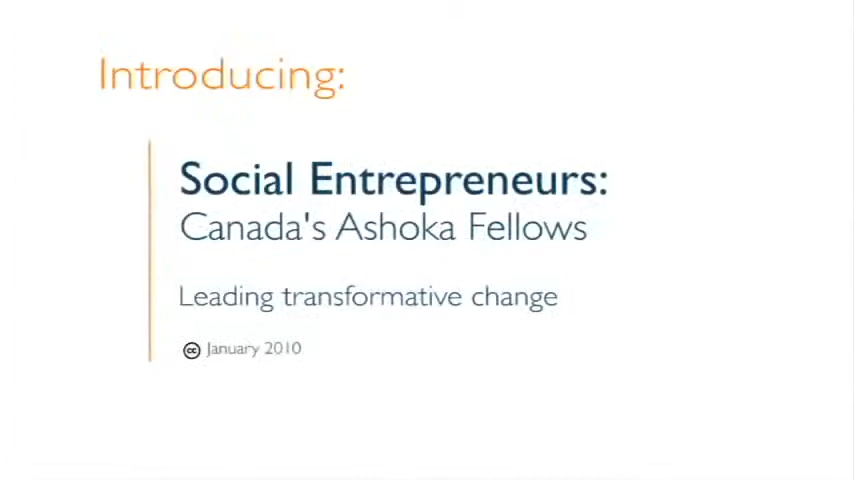 Introducing:
Social Entrepreneurs:
Canada's Ashoka Fellows
Leading transformative change
cc January 2010